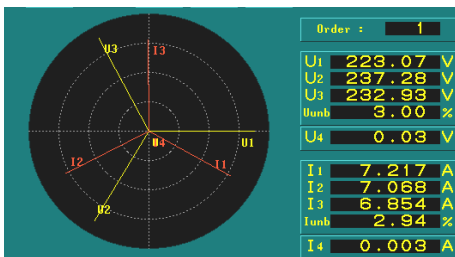 Order : 1
U3
I3
U4
U1
I2
I1
U2
U1 223.07 V
U2 237.28 V
U3 232.93 V
Uunb 3.00 %
U4 0.03 V
I1 7.217 A
I2 7.068 A
I3 6.854 A
Iunb 2.94 %
I4 0.003 A